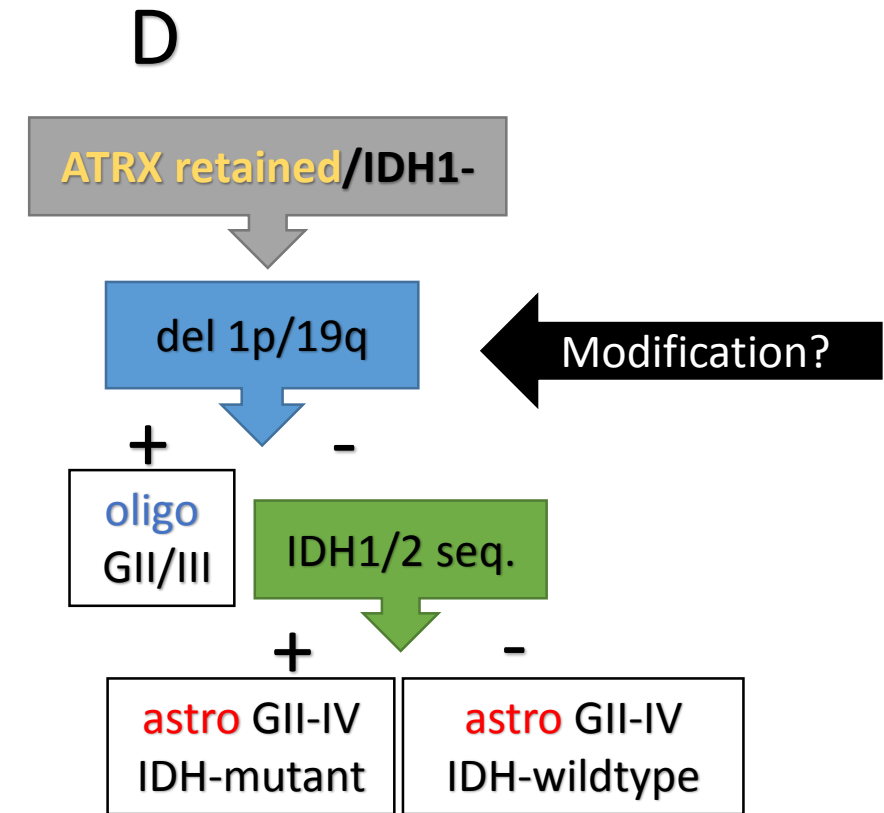 D
ATRX retained/IDH1-
del 1p/19q
Modification?
+ -
oligo
GII/III
IDH1/2 seq.
+ -
astro GII-IV
IDH-mutant
astro GII-IV
IDH-wildtype